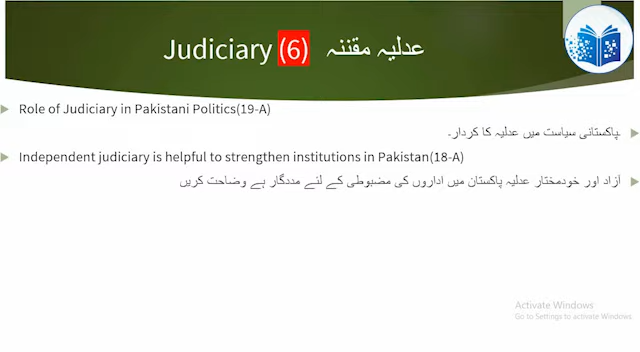 Judiciary (6) عدلیہ مقننہ
Role of Judiciary in Pakistani Politics(19-A)
پاکستانی سیاست میں عدلیہ کا کردار۔
Independent judiciary is helpful to strengthen institutions in Pakistan(18-A)
آزاد اور خودمختار عدلیہ پاکستان میں اداروں کی مضبوطی کے لئے مددگار ہے وضاحت کریں
Activate Windows
Go to Settings to activate Windows.